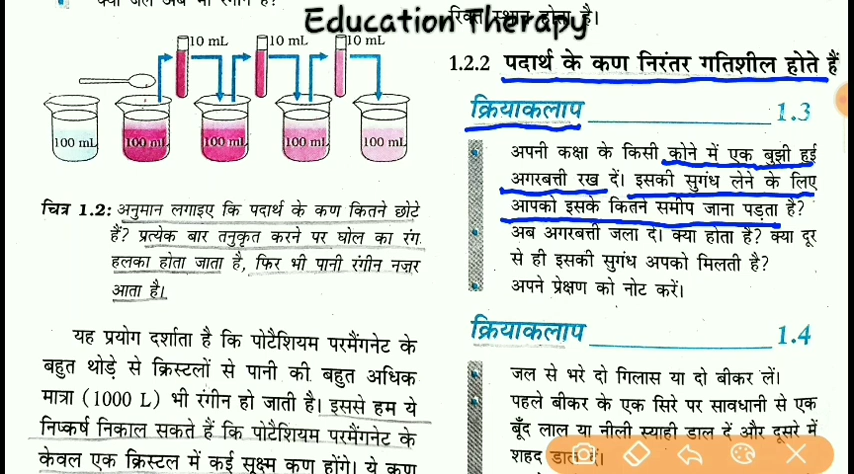 Education Therapy
रिक्त स्थान होता है।
10 mL
10 mL
10 mL
100 mL
100 mL
100 mL
100 mL
100 mL
चित्र 1.2: अनुमान लगाइए कि पदार्थ के कण कितने छोटे
हैं? प्रत्येक बार तनुकृत करने पर घोल का रंग
हलका होता जाता है, फिर भी पानी रंगीन नज़र
आता है।
यह प्रयोग दर्शाता है कि पोटैशियम परमैंगनेट के
बहुत थोड़े से क्रिस्टलों से पानी की बहुत अधिक
मात्रा (1000 L) भी रंगीन हो जाती है। इससे हम ये
निष्कर्ष निकाल सकते हैं कि पोटैशियम परमैंगनेट के
केवल एक क्रिस्टल में कई सूक्ष्म कण होंगे। ये कण
1.2.2 पदार्थ के कण निरंतर गतिशील होते हैं
क्रियाकलाप 1.3
अपनी कक्षा के किसी कोने में एक बुझी हुई
अगरबत्ती रख दें। इसकी सुगंध लेने के लिए
आपको इसके कितने समीप जाना पड़ता है?
अब अगरबत्ती जला दें। क्या होता है? क्या दूर
से ही इसकी सुगंध आपको मिलती है?
अपने प्रेक्षण को नोट करें।
क्रियाकलाप 1.4
जल से भरे दो गिलास या दो बीकर लें।
पहले बीकर के एक सिरे पर सावधानी से एक
बूँद लाल या नीली स्याही डाल दें और दूसरे में
शहद डाल दें।